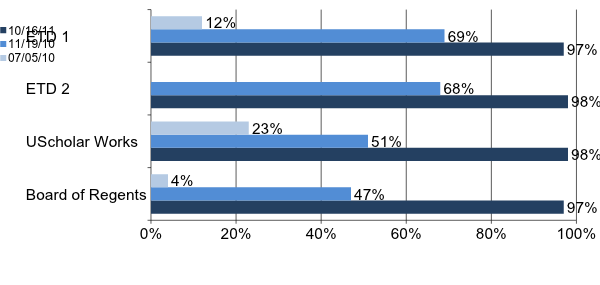 10/16/11
11/19/10
07/05/10
ETD 1
12%
69%
97%
ETD 2
68%
98%
UScholar Works
23%
51%
98%
Board of Regents
4%
47%
97%
0% 20% 40% 60% 80% 100%